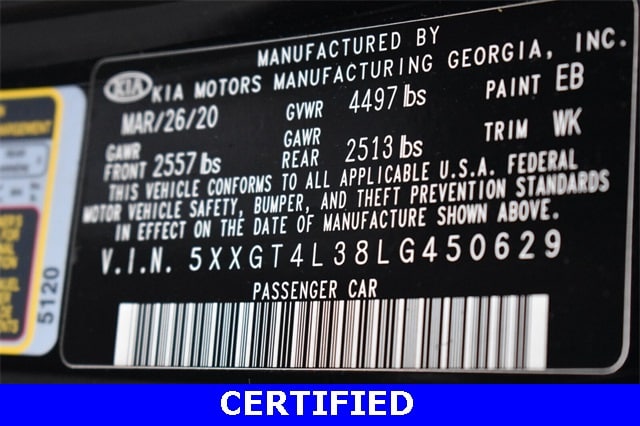 MANUFACTURED BY
KIA KIA MOTORS MANUFACTURING GEORGIA, INC.
MAR/26/20 GVWR 4497 lbs PAINT EB
GAWR FRONT 2557 lbs GAWR REAR 2513 lbs TRIM WK
THIS VEHICLE CONFORMS TO ALL APPLICABLE U.S.A. FEDERAL
MOTOR VEHICLE SAFETY, BUMPER, AND THEFT PREVENTION STANDARDS
IN EFFECT ON THE DATE OF MANUFACTURE SHOWN ABOVE.
V.I.N. 5XXGT4L38LG450629
PASSENGER CAR
5120
CERTIFIED